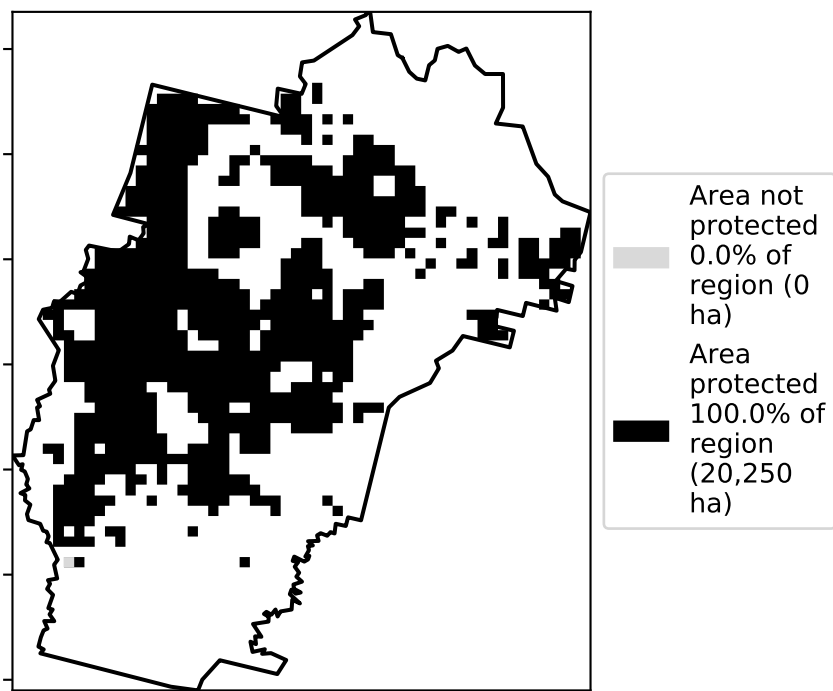 Area not
protected
0.0% of
region (0
ha)
Area
protected
100.0% of
region
(20,250
ha)